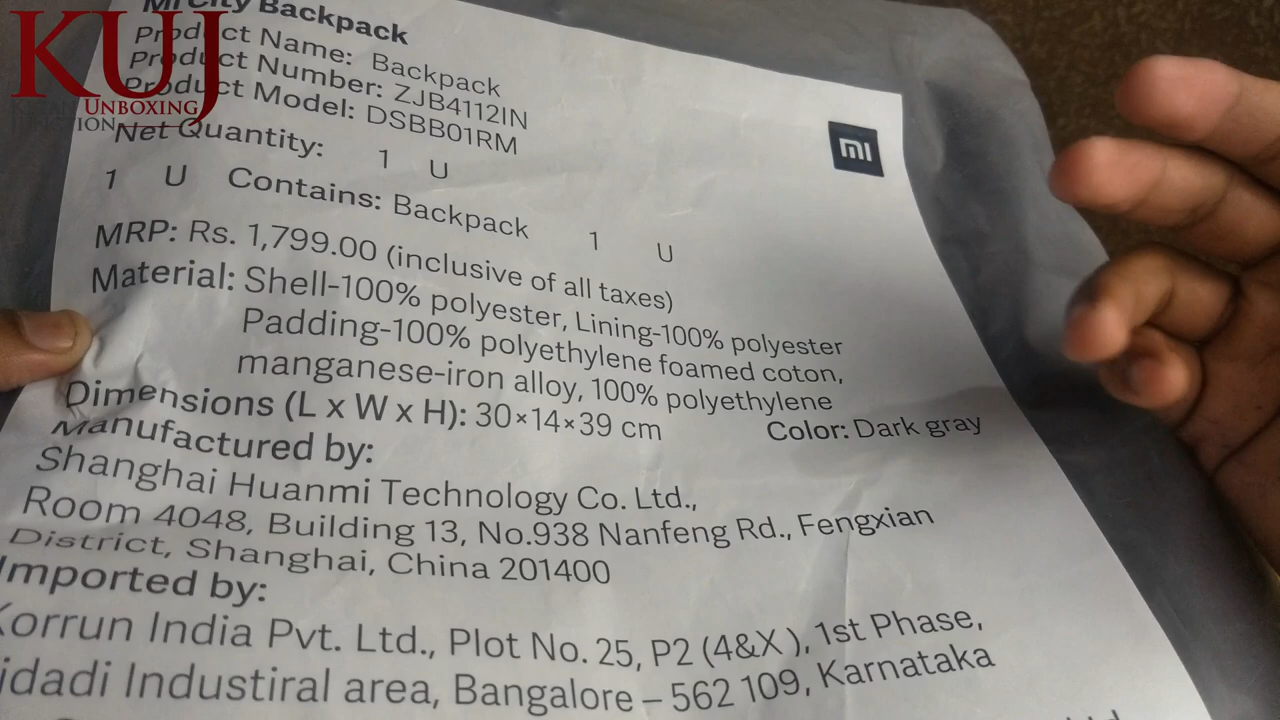 KUJ
Unboxing
Mi City Backpack
Product Name: Backpack
Product Number: ZJB4112IN
Product Model: DSBB01RM
Net Quantity: 1 U
1 U Contains: Backpack 1 U
MRP: Rs. 1,799.00 (inclusive of all taxes)
Material: Shell-100% polyester, Lining-100% polyester
Padding-100% polyethylene foamed coton,
manganese-iron alloy, 100% polyethylene
Dimensions (L x W x H): 30×14×39 cm Color: Dark gray
Manufactured by:
Shanghai Huanmi Technology Co. Ltd.,
Room 4048, Building 13, No.938 Nanfeng Rd., Fengxian
District, Shanghai, China 201400
Imported by:
Korrun India Pvt. Ltd., Plot No. 25, P2 (4&X ), 1st Phase,
idadi Industiral area, Bangalore – 562 109, Karnataka
mi